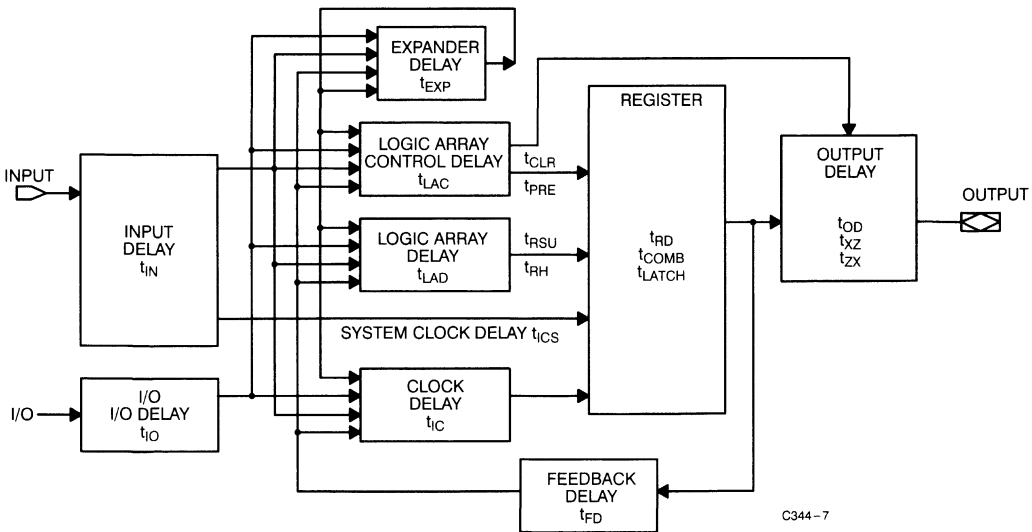 EXPANDER
DELAY
tEXP
LOGIC ARRAY
CONTROL DELAY
tLAC
tCLR
tPRE
REGISTER
OUTPUT
DELAY
tOD
tXZ
tZX
OUTPUT
INPUT
INPUT
DELAY
tIN
LOGIC ARRAY
DELAY
tLAD
tRSU
tRH
tRD
tCOMB
tLATCH
SYSTEM CLOCK DELAY tICS
I/O
I/O
I/O DELAY
tIO
CLOCK
DELAY
tIC
FEEDBACK
DELAY
tFD
C344-7